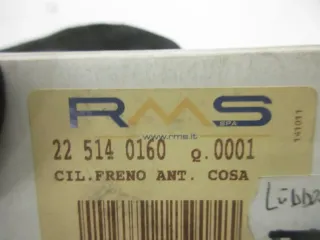 RMS
SPA
www.rms.it
22 514 0160 Q.0001
CIL.FRENO ANT. COSA
141011